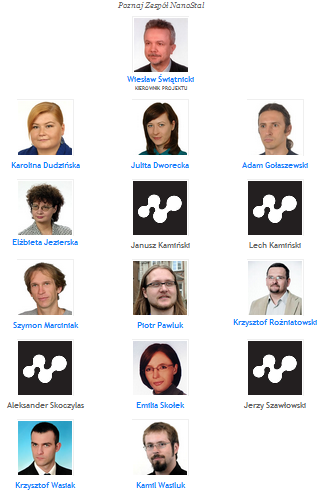 Poznaj Zespół NanoStal
Wiesław Świątnicki
KIEROWNIK PROJEKTU
Karolina Dudzińska
Julita Dworecka
Adam Gołaszewski
Elżbieta Jezierska
Janusz Kamiński
Lech Kamiński
Szymon Marciniak
Piotr Pawluk
Krzysztof Rożniatowski
Aleksander Skoczylas
Emilia Skołek
Jerzy Szawłowski
Krzysztof Wasiak
Kamil Wasiluk